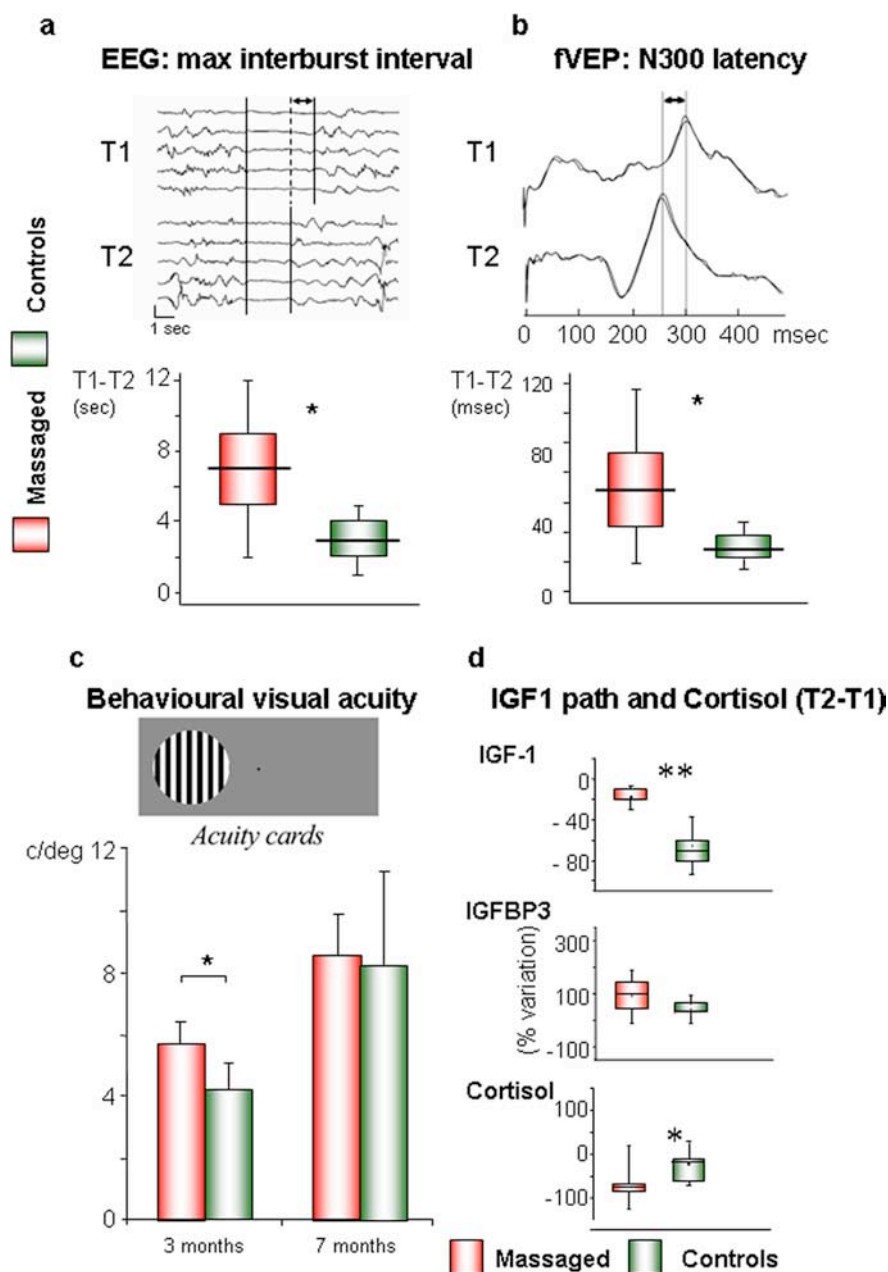 a
EEG: max interburst interval
T1
T2
1 sec
Controls
Massaged
T1-T2
(sec)
12
8
4
0
*
b
fVEP: N300 latency
T1
T2
0 100 200 300 400 msec
T1-T2
(msec)
120
80
40
0
*
c
Behavioural visual acuity
Acuity cards
c/deg 12
8
4
0
*
3 months 7 months
d
IGF1 path and Cortisol (T2-T1)
IGF-1
0
- 40
- 80
**
IGFBP3
300
100
-100
(% variation)
Cortisol
100
0
-100
*
Massaged Controls